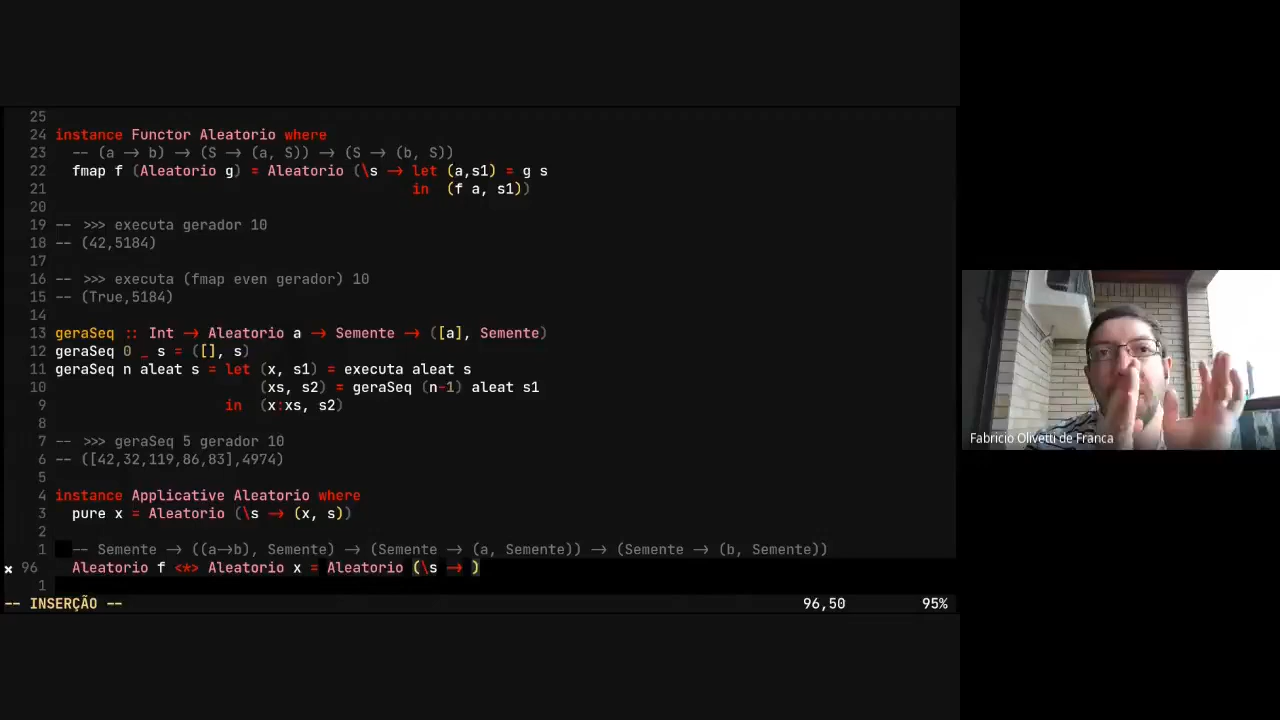 25
24 instance Functor Aleatorio where
23 -- (a -> b) -> (S -> (a, S)) -> (S -> (b, S))
22 fmap f (Aleatorio g) = Aleatorio (\s -> let (a,s1) = g s
21 in (f a, s1))
20
19 -- >>> executa gerador 10
18 -- (42,5184)
17
16 -- >>> executa (fmap even gerador) 10
15 -- (True,5184)
14
13 geraSeq :: Int -> Aleatorio a -> Semente -> ([a], Semente)
12 geraSeq 0 _ s = ([], s)
11 geraSeq n aleat s = let (x, s1) = executa aleat s
10 (xs, s2) = geraSeq (n-1) aleat s1
9 in (x:xs, s2)
8
7 -- >>> geraSeq 5 gerador 10
6 -- ([42,32,119,86,83],4974)
5
4 instance Applicative Aleatorio where
3 pure x = Aleatorio (\s -> (x, s))
2
1 -- Semente -> ((a->b), Semente) -> (Semente -> (a, Semente)) -> (Semente -> (b, Semente))
× 96 Aleatorio f <*> Aleatorio x = Aleatorio (\s -> )
1
-- INSERÇÃO -- 96,50 95%
Fabricio Olivetti de Franca